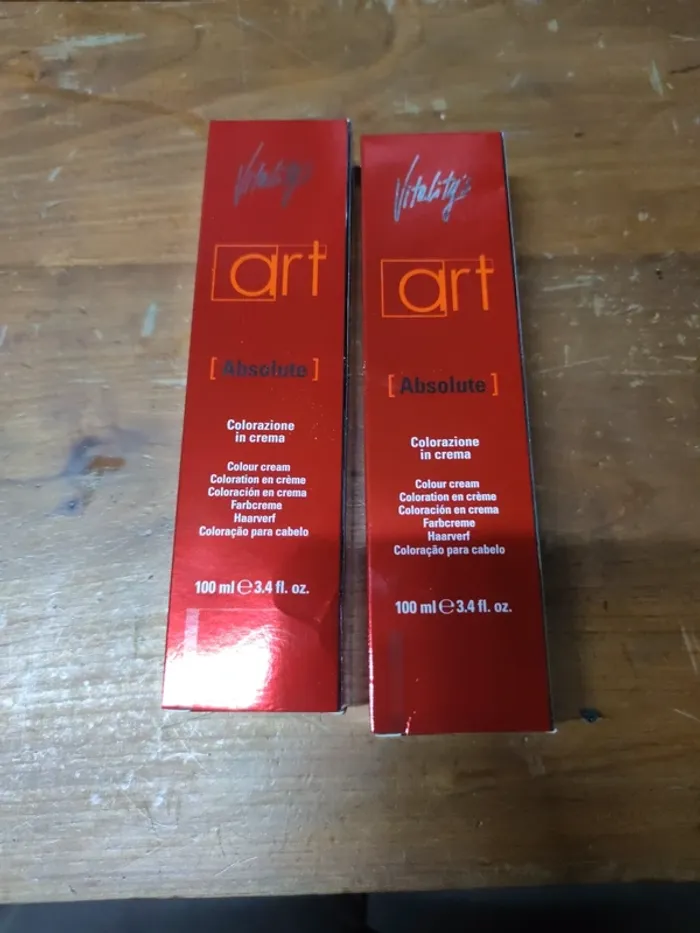 Vitality's
art
[Absolute]
Colorazione
in crema
Colour cream
Coloration en crème
Coloración en crema
Farbcreme
Haarverf
Coloração para cabelo
100 ml ℮ 3.4 fl. oz.
Vitality's
art
[Absolute]
Colorazione
in crema
Colour cream
Coloration en crème
Coloración en crema
Farbcreme
Haarverf
Coloração para cabelo
100 ml ℮ 3.4 fl. oz.